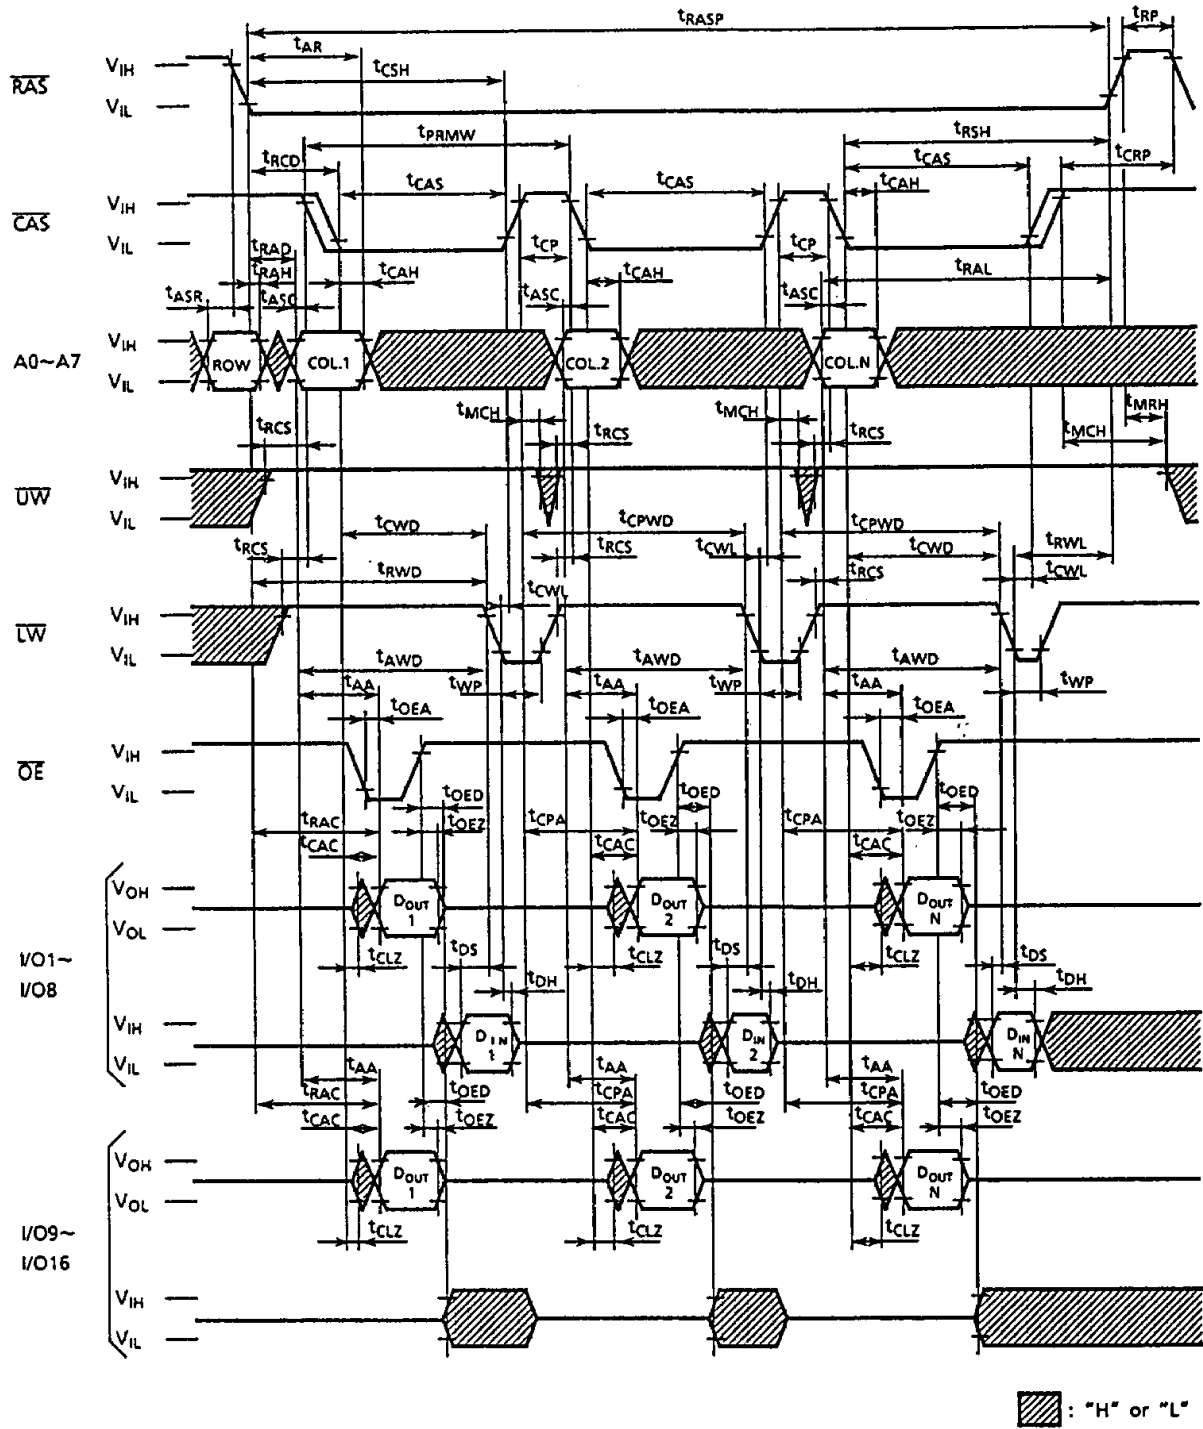 tRASP tRP
tAR
tCSH
RAS VIH
VIL
tPRMW tRSH
tRCD tCAS tCAS tCAS tCRP
CAS VIH tCAH
VIL
tRAD tCP tCP
tRAH tCAH tCAH tRAL
tASR tASC tASC tASC
A0~A7 VIH
VIL
ROW COL.1 COL.2 COL.N
tMCH tMCH tMRH
tRCS tRCS tRCS tMCH
UW VIH
VIL
tCWD tCPWD tCPWD
tRCS tRCS tCWL tCWD tRWL
tRWD tCWL tRCS tCWL
LW VIH
VIL
tAWD tAWD tAWD
tAA tWP tAA tWP tAA tWP
tOEA tOEA tOEA
OE VIH
VIL
tOED tOED tOED
tRAC tOEZ tCPA tOEZ tCPA tOEZ
tCAC tCAC tCAC
I/O1~
I/O8
VOH
VOL
DOUT 1 DOUT 2 DOUT N
tCLZ tDS tCLZ tDS tCLZ tDS
tDH tDH tDH
VIH
VIL
DIN 1 DIN 2 DIN N
tAA tAA tAA
tRAC tOED tCPA tOED tCPA tOED
tCAC tOEZ tCAC tOEZ tCAC tOEZ
I/O9~
I/O16
VOH
VOL
DOUT 1 DOUT 2 DOUT N
tCLZ tCLZ tCLZ
VIH
VIL
: "H" or "L"